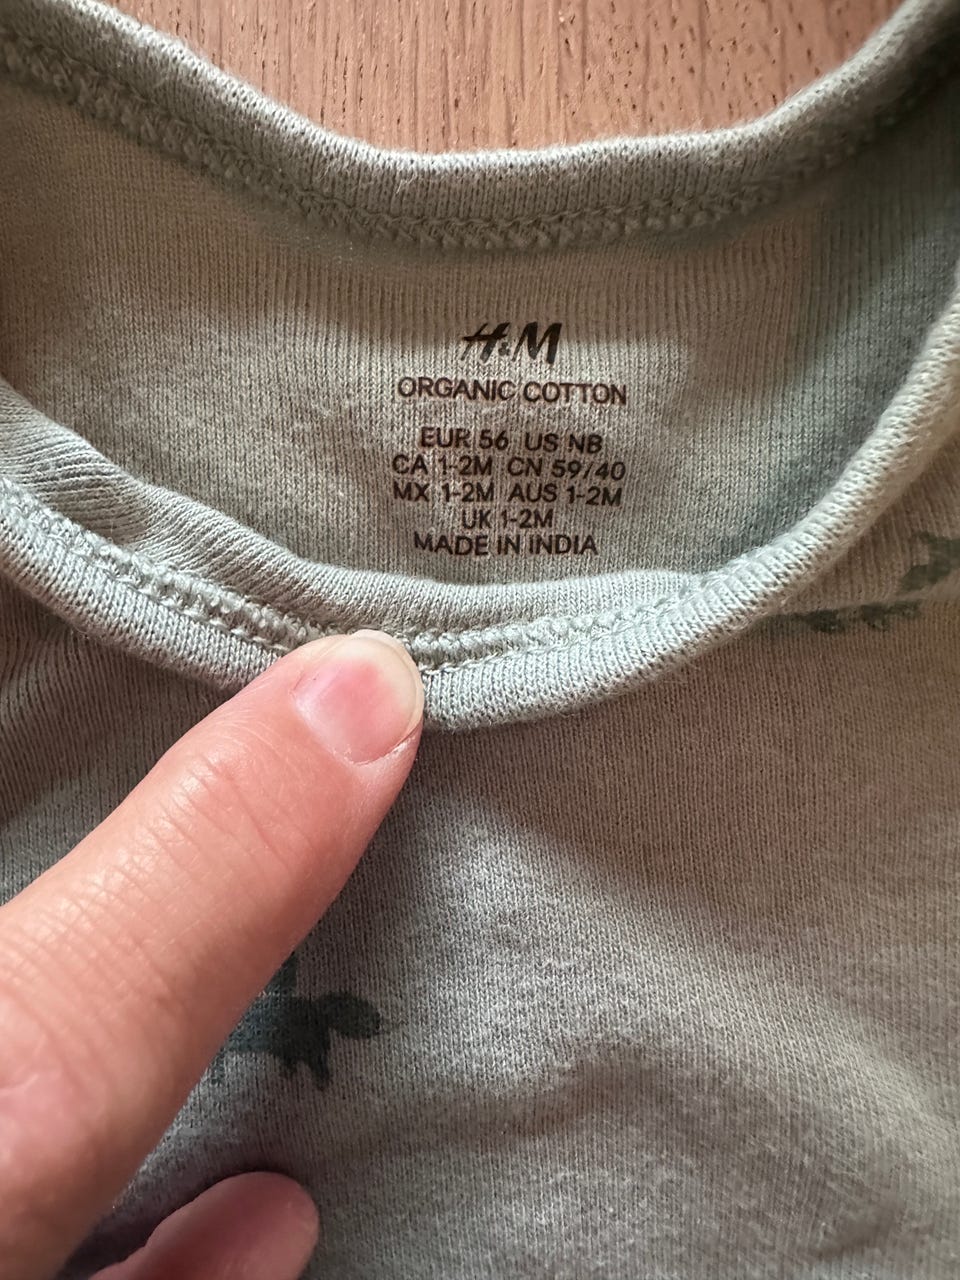 H&M
ORGANIC COTTON
EUR 56 US NB
CA 1-2M CN 59/40
MX 1-2M AUS 1-2M
UK 1-2M
MADE IN INDIA